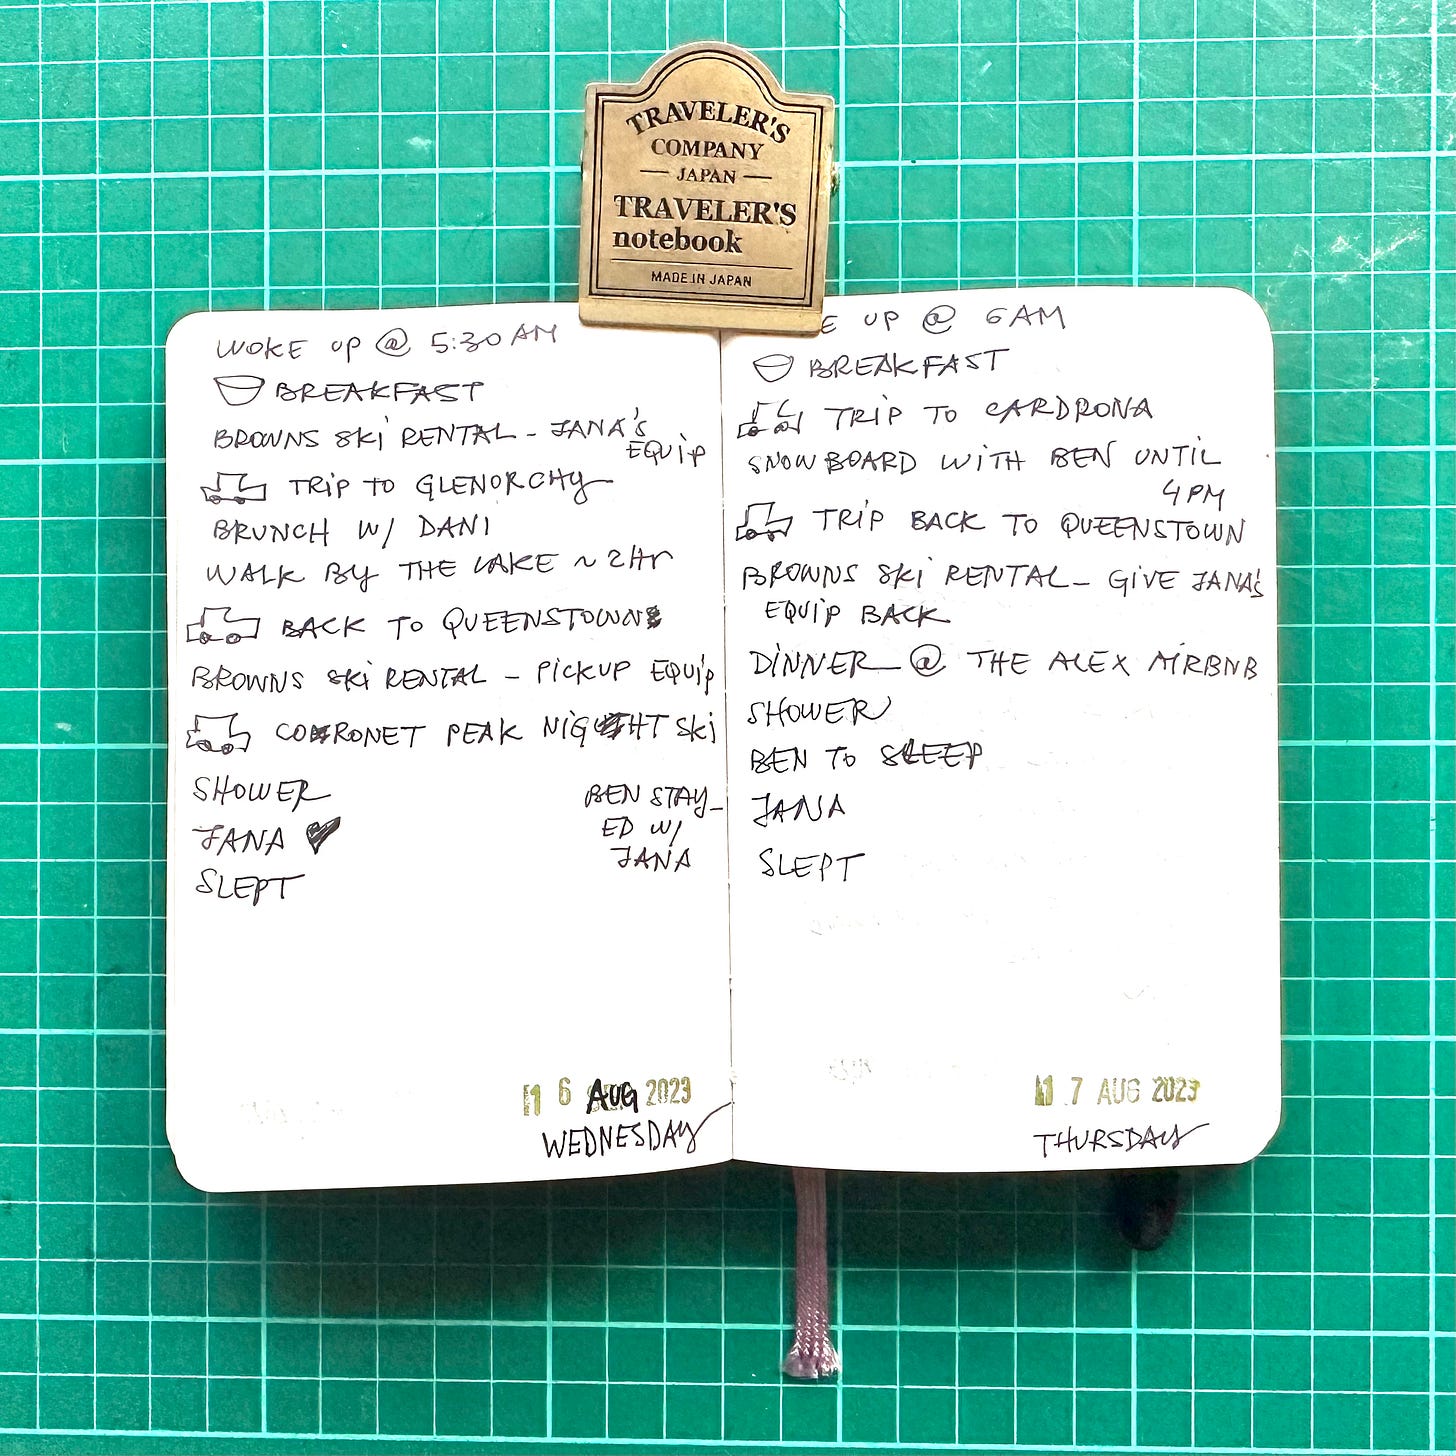 TRAVELER'S
COMPANY
JAPAN
TRAVELER'S
notebook
MADE IN JAPAN
WOKE UP @ 5:30 AM
BREAKFAST
BROWNS SKI RENTAL - JANA'S
EQUIP
TRIP TO GLENORCHY
BRUNCH W/ DANI
WALK BY THE LAKE ~ 2Hr
BACK TO QUEENSTOWN
BROWNS SKI RENTAL - PICKUP EQUIP
CORONET PEAK NIGHT SKI
SHOWER
JANA ♥
SLEPT
BEN STAY-
ED W/
JANA
16 AUG 2023
WEDNESDAY
E UP @ 6AM
BREAKFAST
TRIP TO CARDRONA
SNOWBOARD WITH BEN UNTIL
4PM
TRIP BACK TO QUEENSTOWN
BROWNS SKI RENTAL - GIVE JANA'S
EQUIP BACK
DINNER @ THE ALEX AIRBNB
SHOWER
BEN TO SLEEP
JANA
SLEPT
17 AUG 2023
THURSDAY